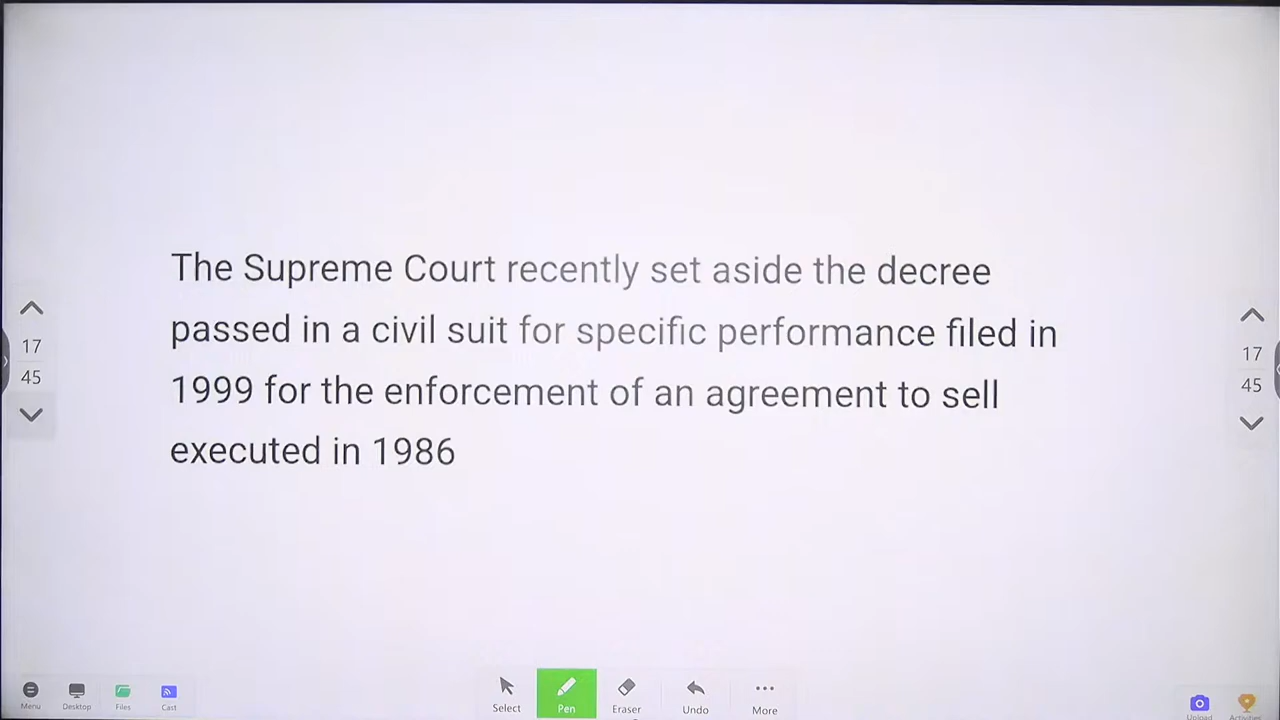 The Supreme Court recently set aside the decree
passed in a civil suit for specific performance filed in
1999 for the enforcement of an agreement to sell
executed in 1986
17
45
17
45
Menu
Desktop
Files
Cast
Select
Pen
Eraser
Undo
More
Upload
Activities